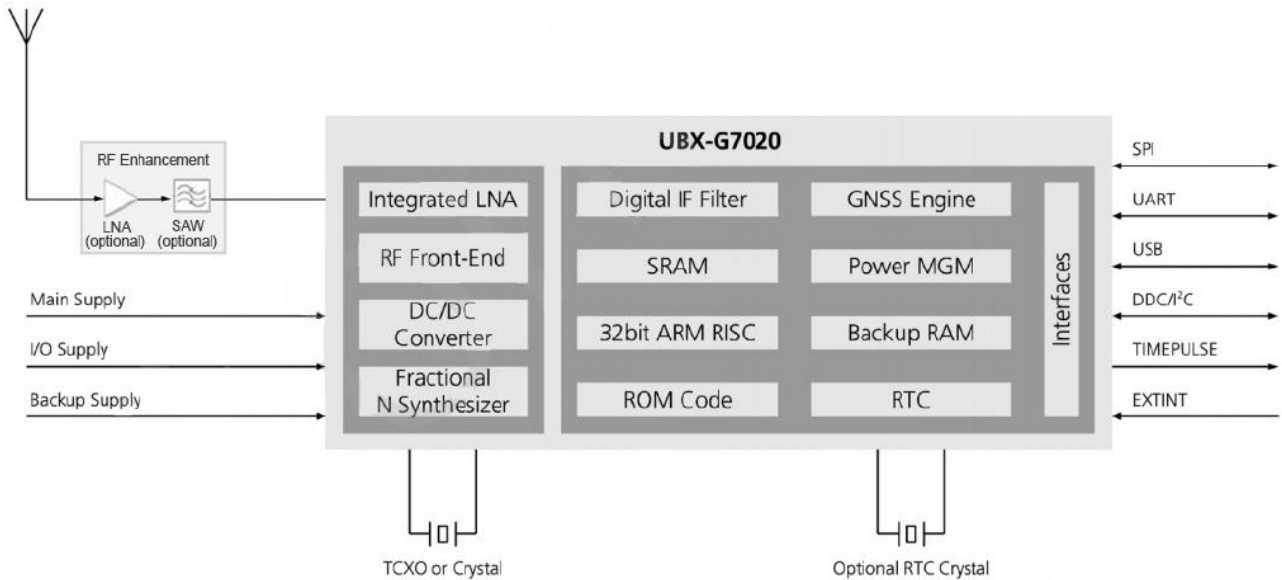 UBX-G7020
RF Enhancement
LNA
(optional)
SAW
(optional)
Main Supply
I/O Supply
Backup Supply
Integrated LNA
RF Front-End
DC/DC
Converter
Fractional
N Synthesizer
Digital IF Filter
SRAM
32bit ARM RISC
ROM Code
GNSS Engine
Power MGM
Backup RAM
RTC
Interfaces
SPI
UART
USB
DDC/I²C
TIMEPULSE
EXTINT
TCXO or Crystal
Optional RTC Crystal